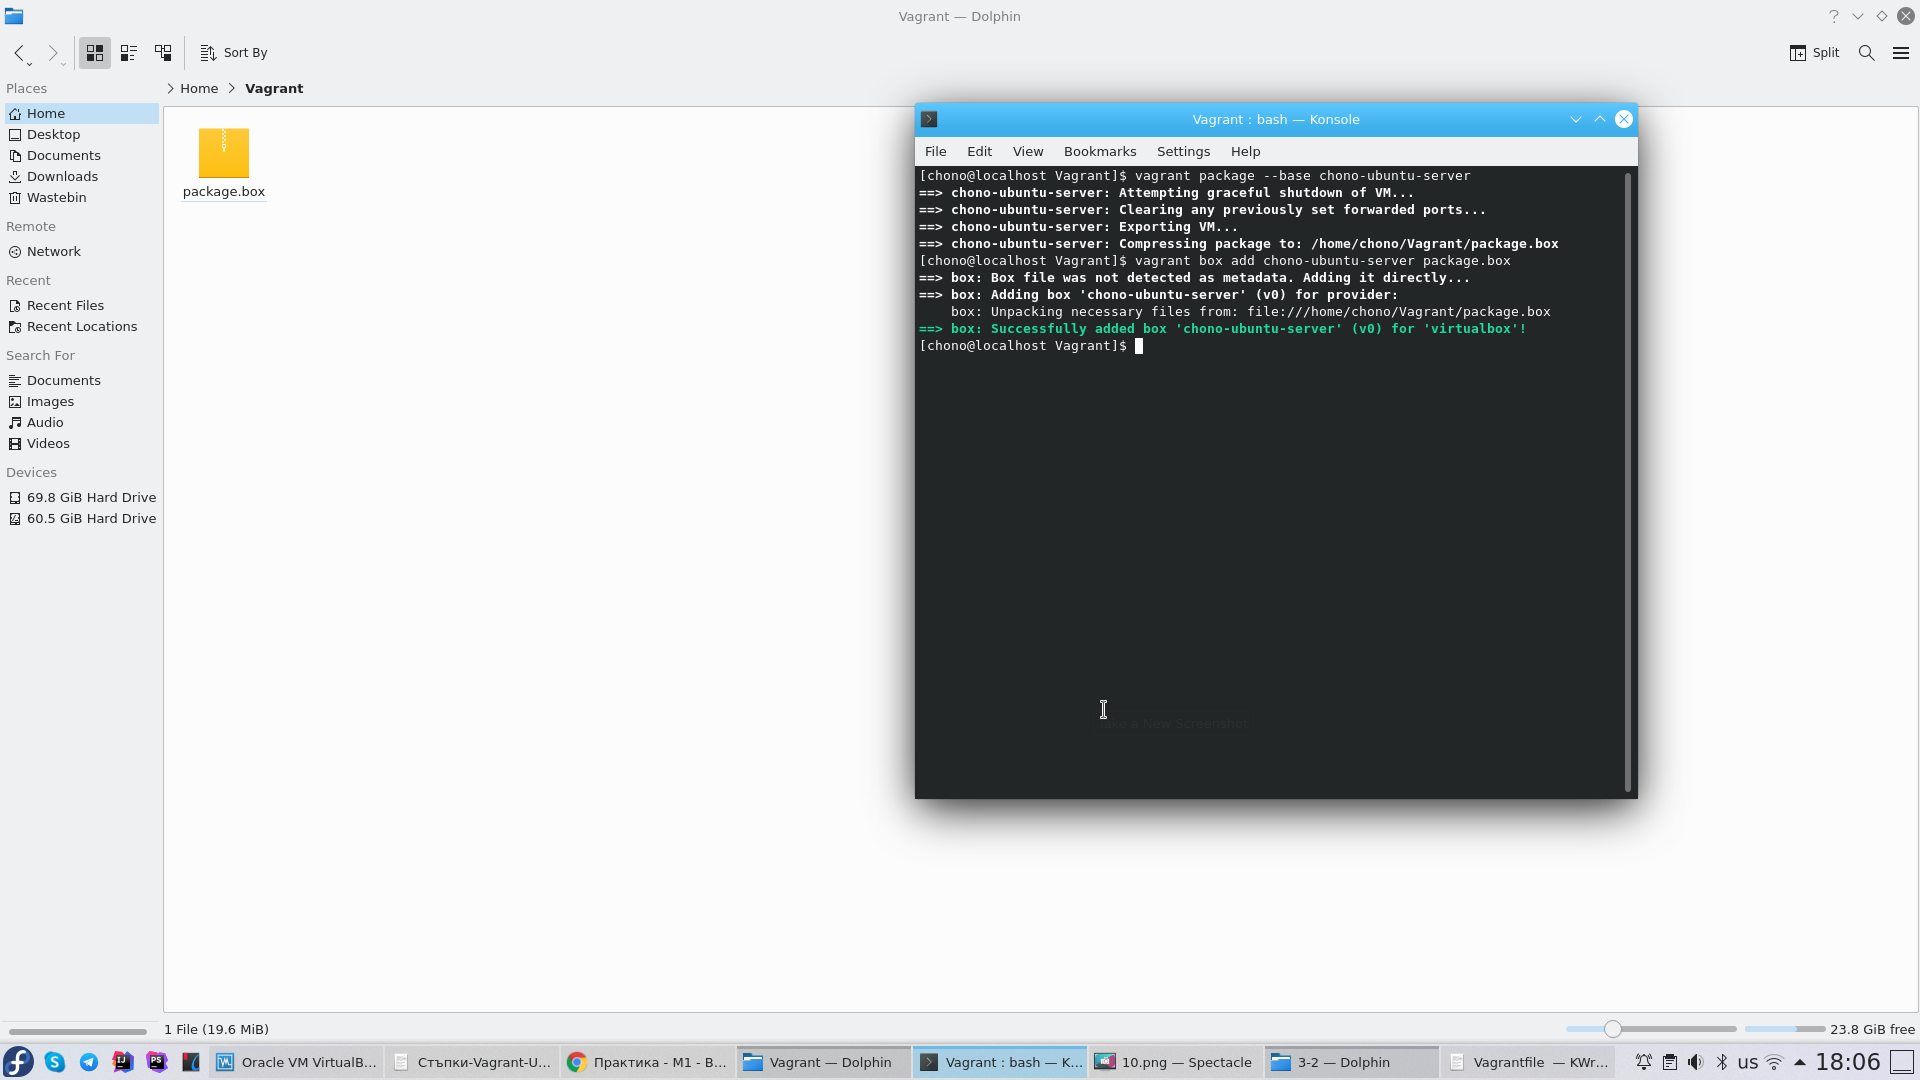 Vagrant — Dolphin
Sort By
Split
Places
Home > Vagrant
Home
Desktop
Documents
Downloads
Wastebin
Remote
Network
Recent
Recent Files
Recent Locations
Search For
Documents
Images
Audio
Videos
Devices
69.8 GiB Hard Drive
60.5 GiB Hard Drive
package.box
Vagrant : bash — Konsole
File Edit View Bookmarks Settings Help
[chono@localhost Vagrant]$ vagrant package --base chono-ubuntu-server
==> chono-ubuntu-server: Attempting graceful shutdown of VM...
==> chono-ubuntu-server: Clearing any previously set forwarded ports...
==> chono-ubuntu-server: Exporting VM...
==> chono-ubuntu-server: Compressing package to: /home/chono/Vagrant/package.box
[chono@localhost Vagrant]$ vagrant box add chono-ubuntu-server package.box
==> box: Box file was not detected as metadata. Adding it directly...
==> box: Adding box 'chono-ubuntu-server' (v0) for provider:
box: Unpacking necessary files from: file:///home/chono/Vagrant/package.box
==> box: Successfully added box 'chono-ubuntu-server' (v0) for 'virtualbox'!
[chono@localhost Vagrant]$
a New Screenshot
1 File (19.6 MiB)
23.8 GiB free
Oracle VM VirtualB...
Стъпки-Vagrant-U...
Практика - M1 - B...
Vagrant — Dolphin
Vagrant : bash — K...
10.png — Spectacle
3-2 — Dolphin
Vagrantfile — KWr...
us
18:06